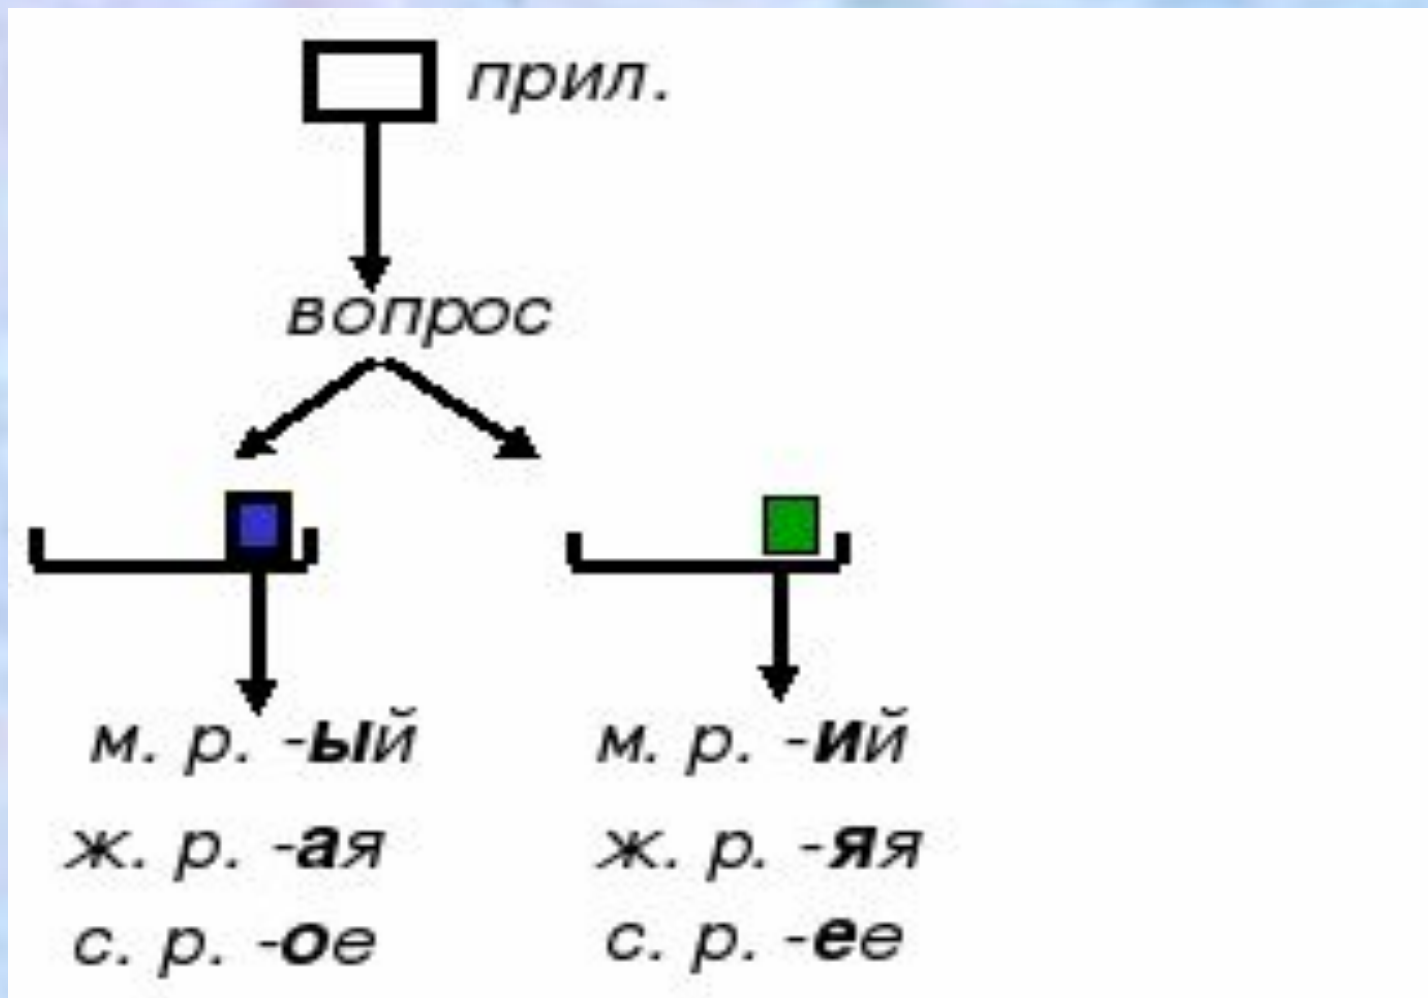 прил.
вопрос
м. р. -ый м. р. -ий
ж. р. -ая ж. р. -яя
с. р. -ое с. р. -ее